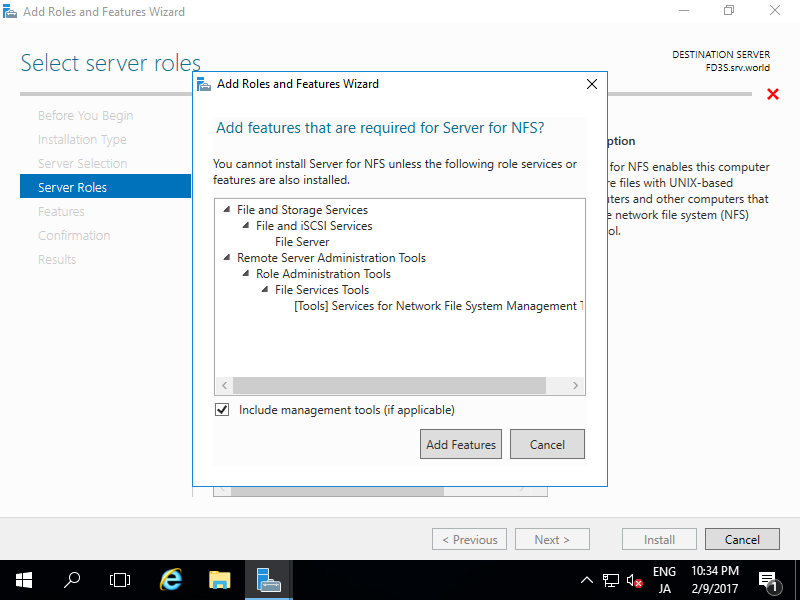 Add Roles and Features Wizard
Select server roles
DESTINATION SERVER
FD3S.srv.world
Before You Begin
Installation Type
Server Selection
Server Roles
Features
Confirmation
Results
Add Roles and Features Wizard
Add features that are required for Server for NFS?
You cannot install Server for NFS unless the following role services or
features are also installed.
File and Storage Services
File and iSCSI Services
File Server
Remote Server Administration Tools
Role Administration Tools
File Services Tools
[Tools] Services for Network File System Management
Include management tools (if applicable)
Add Features
Cancel
for NFS enables this computer
files with UNIX-based
and other computers that
network file system (NFS)
< Previous
Next >
Install
Cancel
ENG
JA
10:34 PM
2/9/2017
1